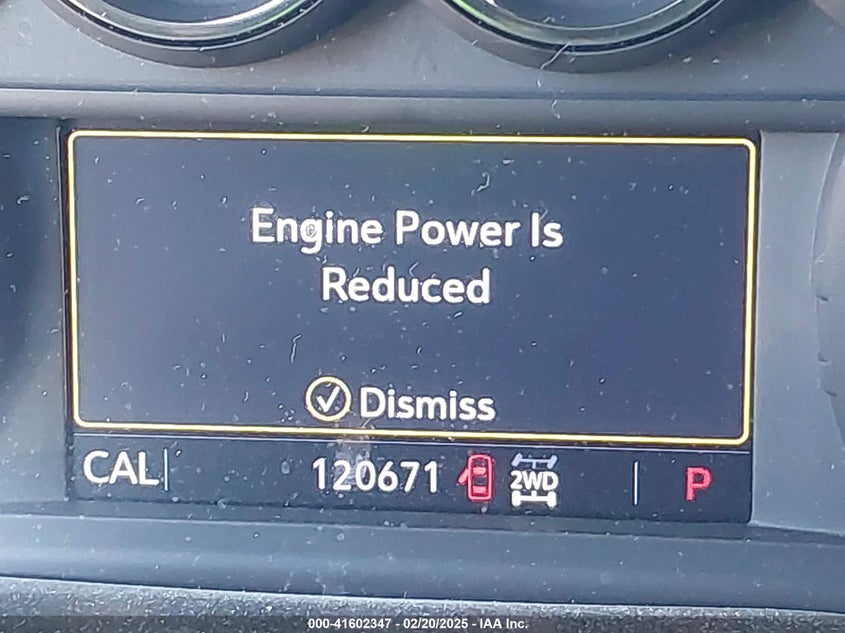 Engine Power Is
Reduced
Dismiss
CAL 120671 2WD P
000-41602347 - 02/20/2025 - IAA Inc.